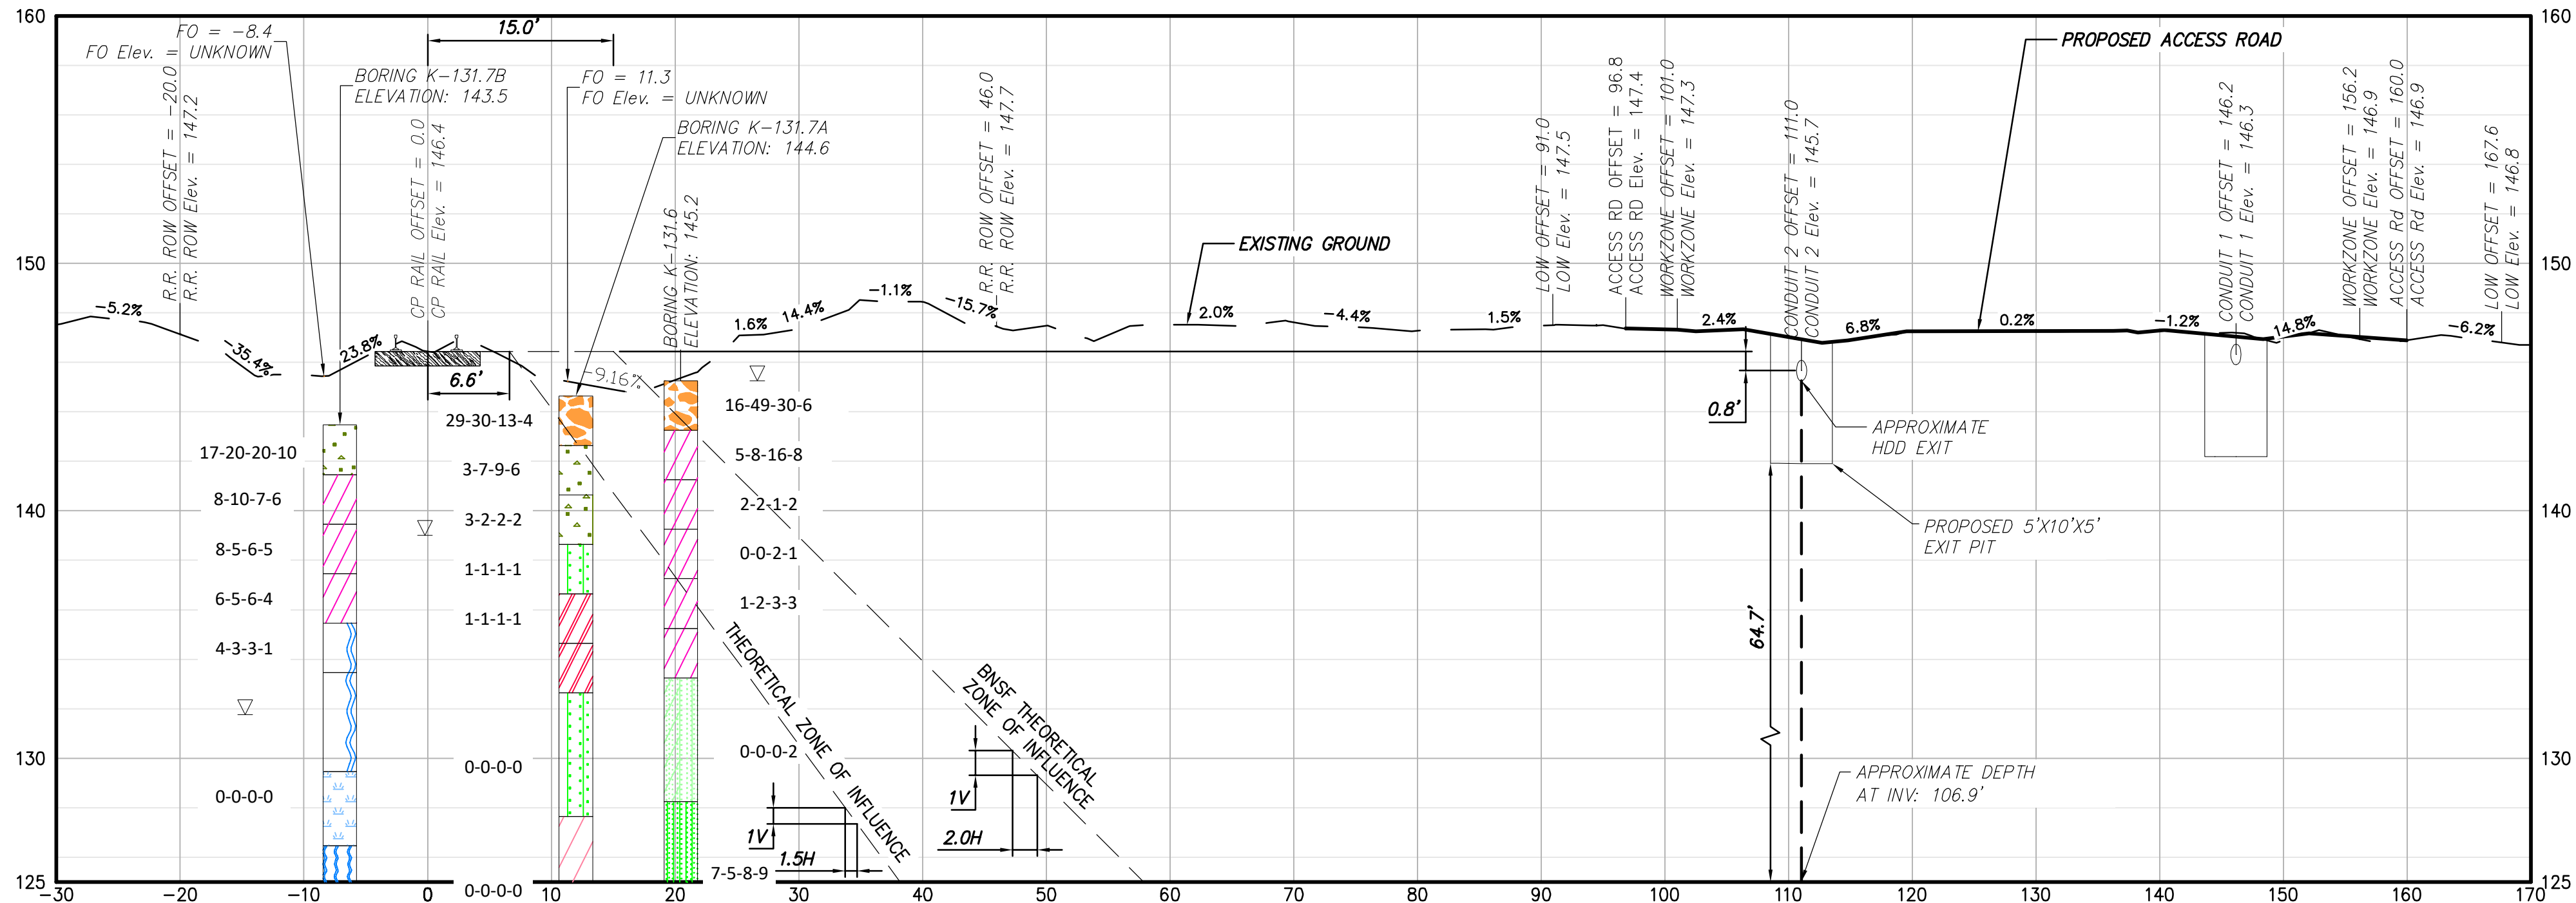 160
160
FO = -8.4
FO Elev. = UNKNOWN
15.0'
PROPOSED ACCESS ROAD
BORING K-131.7B
ELEVATION: 143.5
FO = 11.3
FO Elev. = UNKNOWN
BORING K-131.7A
ELEVATION: 144.6
R.R. ROW OFFSET = -20.0
R.R. ROW Elev. = 147.2
CP RAIL OFFSET = 0.0
CP RAIL Elev. = 146.4
BORING K-131.6
ELEVATION: 145.2
R.R. ROW OFFSET = 46.0
R.R. ROW Elev. = 147.7
EXISTING GROUND
LOW OFFSET = 91.0
LOW Elev. = 147.5
ACCESS RD OFFSET = 96.8
ACCESS RD Elev. = 147.4
WORKZONE OFFSET = 101.0
WORKZONE Elev. = 147.3
CONDUIT 2 OFFSET = 111.0
CONDUIT 2 Elev. = 145.7
CONDUIT 1 OFFSET = 146.2
CONDUIT 1 Elev. = 146.3
WORKZONE OFFSET = 156.2
WORKZONE Elev. = 146.9
ACCESS Rd OFFSET = 160.0
ACCESS Rd Elev. = 146.9
LOW OFFSET = 167.6
LOW Elev. = 146.8
150
150
-5.2%
-35.4%
23.8%
-9.16%
1.6%
14.4%
-1.1%
-15.7%
2.0%
-4.4%
1.5%
2.4%
6.8%
0.2%
-1.2%
14.8%
-6.2%
6.6'
0.8'
29-30-13-4
16-49-30-6
APPROXIMATE
HDD EXIT
17-20-20-10
3-7-9-6
5-8-16-8
8-10-7-6
2-2-1-2
140
140
3-2-2-2
PROPOSED 5'X10'X5'
EXIT PIT
8-5-6-5
0-0-2-1
1-1-1-1
6-5-6-4
1-2-3-3
1-1-1-1
4-3-3-1
64.7'
THEORETICAL ZONE OF INFLUENCE
BNSF THEORETICAL
ZONE OF INFLUENCE
130
130
0-0-0-2
0-0-0-0
0-0-0-0
APPROXIMATE DEPTH
AT INV: 106.9'
1V
2.0H
1V
1.5H
7-5-8-9
0-0-0-0
125
125
-30
-20
-10
0
10
20
30
40
50
60
70
80
90
100
110
120
130
140
150
160
170